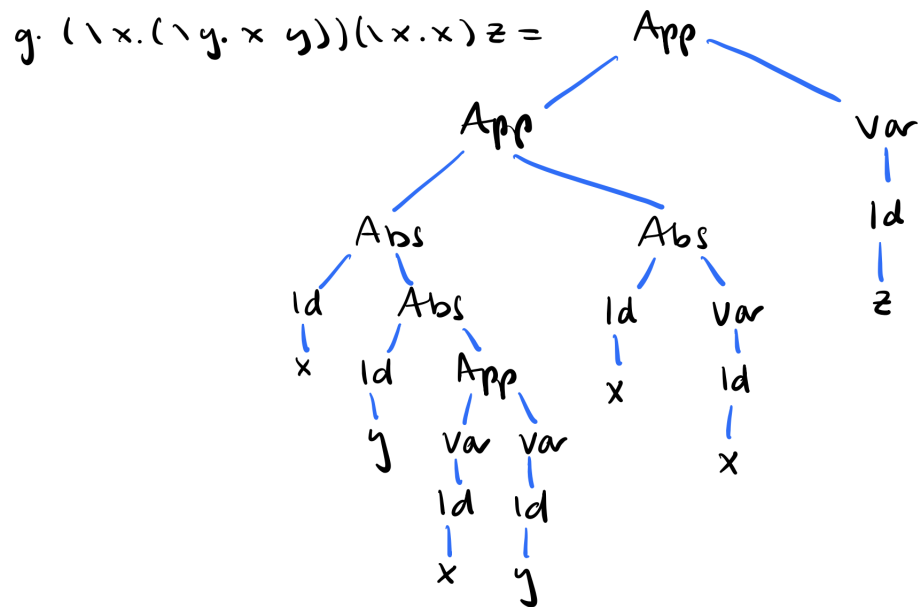 g. (\x.(\y. x y))(\x.x) z = App
App Var
Abs Abs Id
Id Abs Id Var z
x Id App x Id
y Var Var x
Id Id
x y